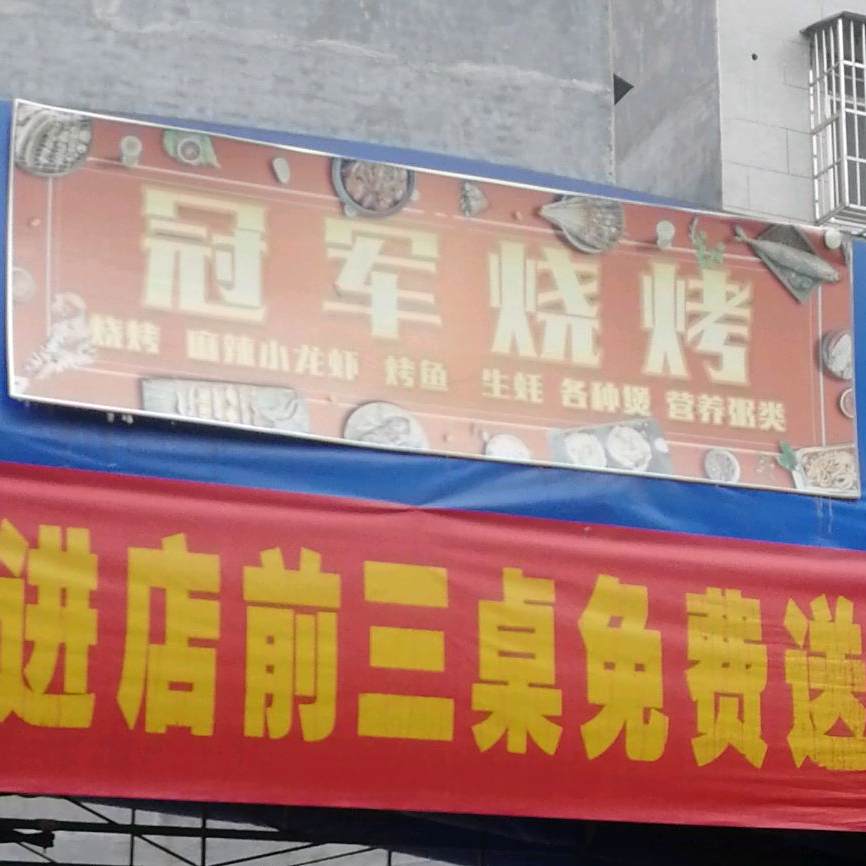 冠军烧烤
烧烤 麻辣小龙虾 烤鱼 生蚝 各种煲 营养粥类
进店前三桌免费送